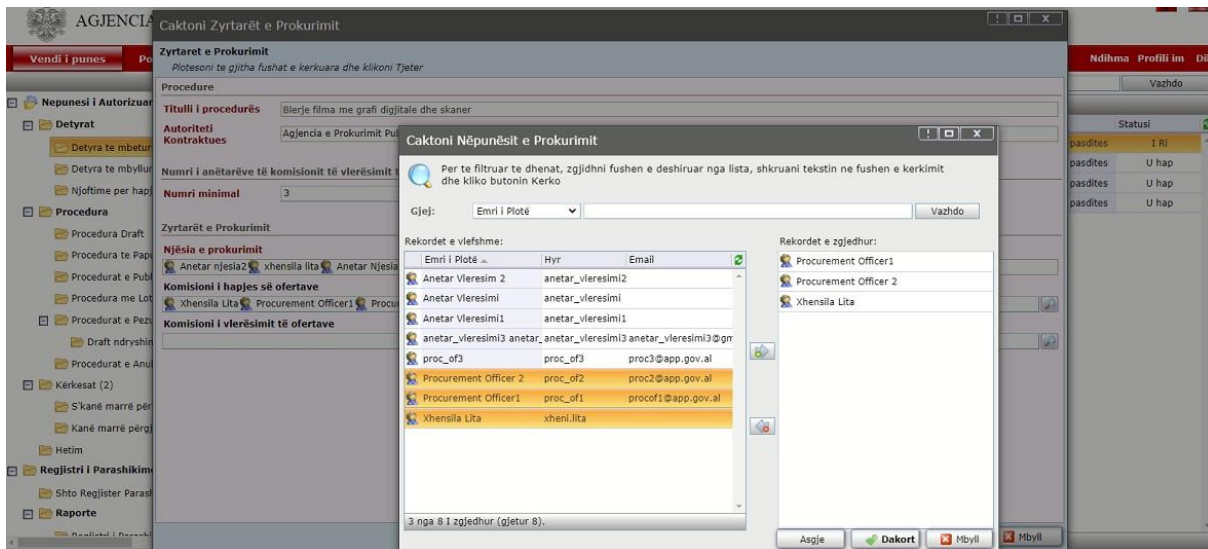 AGJENCIA
Vendi i punes
Ndihma Profili im
Vazhdo
Nepunesi i Autorizuar
Detyrat
Detyra te mbetur
Detyra te mbyllur
Njoftime per hapj
Procedura
Procedura Draft
Procedura te Papu
Procedurat e Publ
Procedura me Lot
Procedurat e Pezu
Draft ndryshin
Procedurat e Anul
Kërkesat (2)
S'kanë marrë për
Kanë marrë përgj
Hetim
Regjistri i Parashikime
Shto Regjister Parasl
Raporte
Caktoni Zyrtarët e Prokurimit
Zyrtaret e Prokurimit
Plotesoni te gjitha fushat e kerkuara dhe klikoni Tjeter
Procedure
Titulli i procedurës Blerje filma me grafi digjitale dhe skaner
Autoriteti Kontraktues Agjencia e Prokurimit Pub
Numri i anëtarëve të komisionit të vlerësimit t
Numri minimal 3
Zyrtarët e Prokurimit
Njësia e prokurimit
Anetar njesia2 xhensila lita Anetar Njesia
Komisioni i hapjes së ofertave
Xhensila Lita Procurement Officer1 Procu
Komisioni i vlerësimit të ofertave
Mbyll
Caktoni Nëpunësit e Prokurimit
Per te filtruar te dhenat, zgjidhni fushen e deshiruar nga lista, shkruani tekstin ne fushen e kerkimit
dhe kliko butonin Kerko
Gjej: Emri i Plotë Vazhdo
Rekordet e vlefshme:
Emri i Plotë Hyr Email
Anetar Vleresim 2 anetar_vleresimi2
Anetar Vleresimi anetar_vleresimi
Anetar Vleresimi1 anetar_vleresimi1
anetar_vleresimi3 anetar_ anetar_vleresimi3 anetar_vleresimi3@gm
proc_of3 proc_of3 proc3@app.gov.al
Procurement Officer 2 proc_of2 proc2@app.gov.al
Procurement Officer1 proc_of1 procof1@app.gov.al
Xhensila Lita xheni.lita
3 nga 8 I zgjedhur (gjetur 8).
Rekordet e zgjedhur:
Procurement Officer1
Procurement Officer 2
Xhensila Lita
Asgje Dakort Mbyll
Statusi
pasdites I Ri
pasdites U hap
pasdites U hap
pasdites U hap